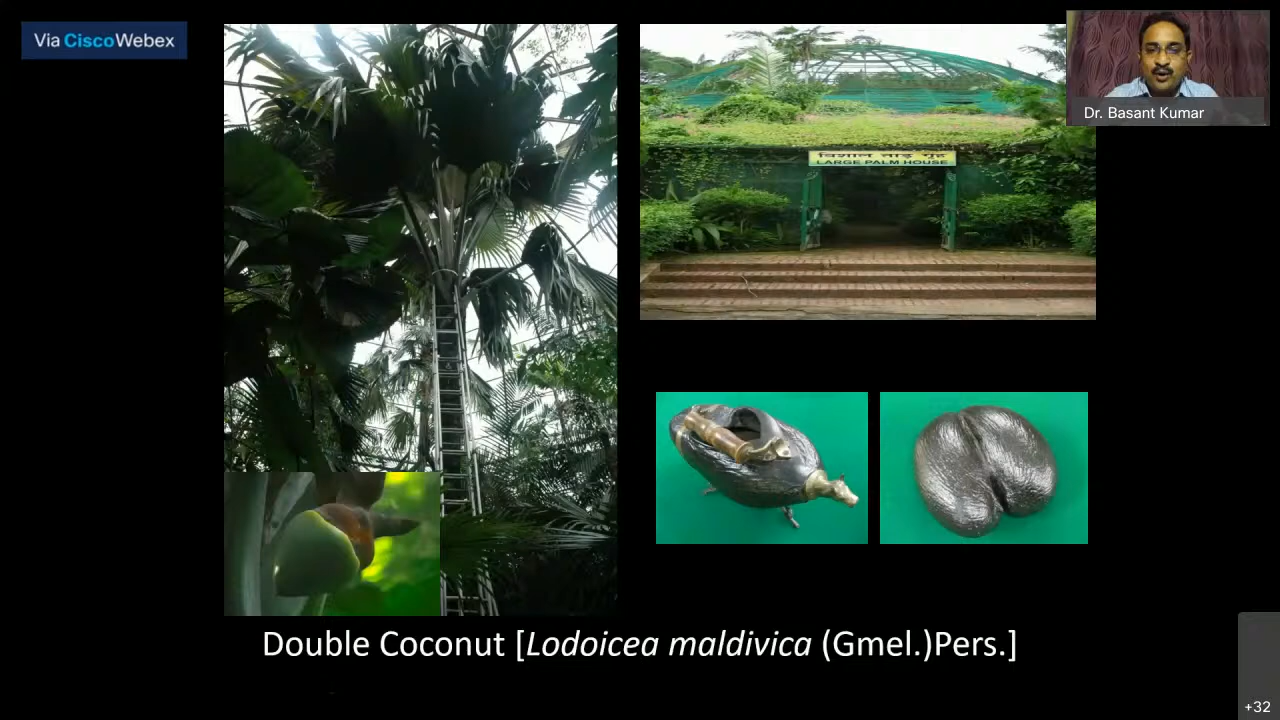 Via CiscoWebex
Dr. Basant Kumar
विशाल ताड़ गृह
LARGE PALM HOUSE
Double Coconut [Lodoicea maldivica (Gmel.)Pers.]
+32